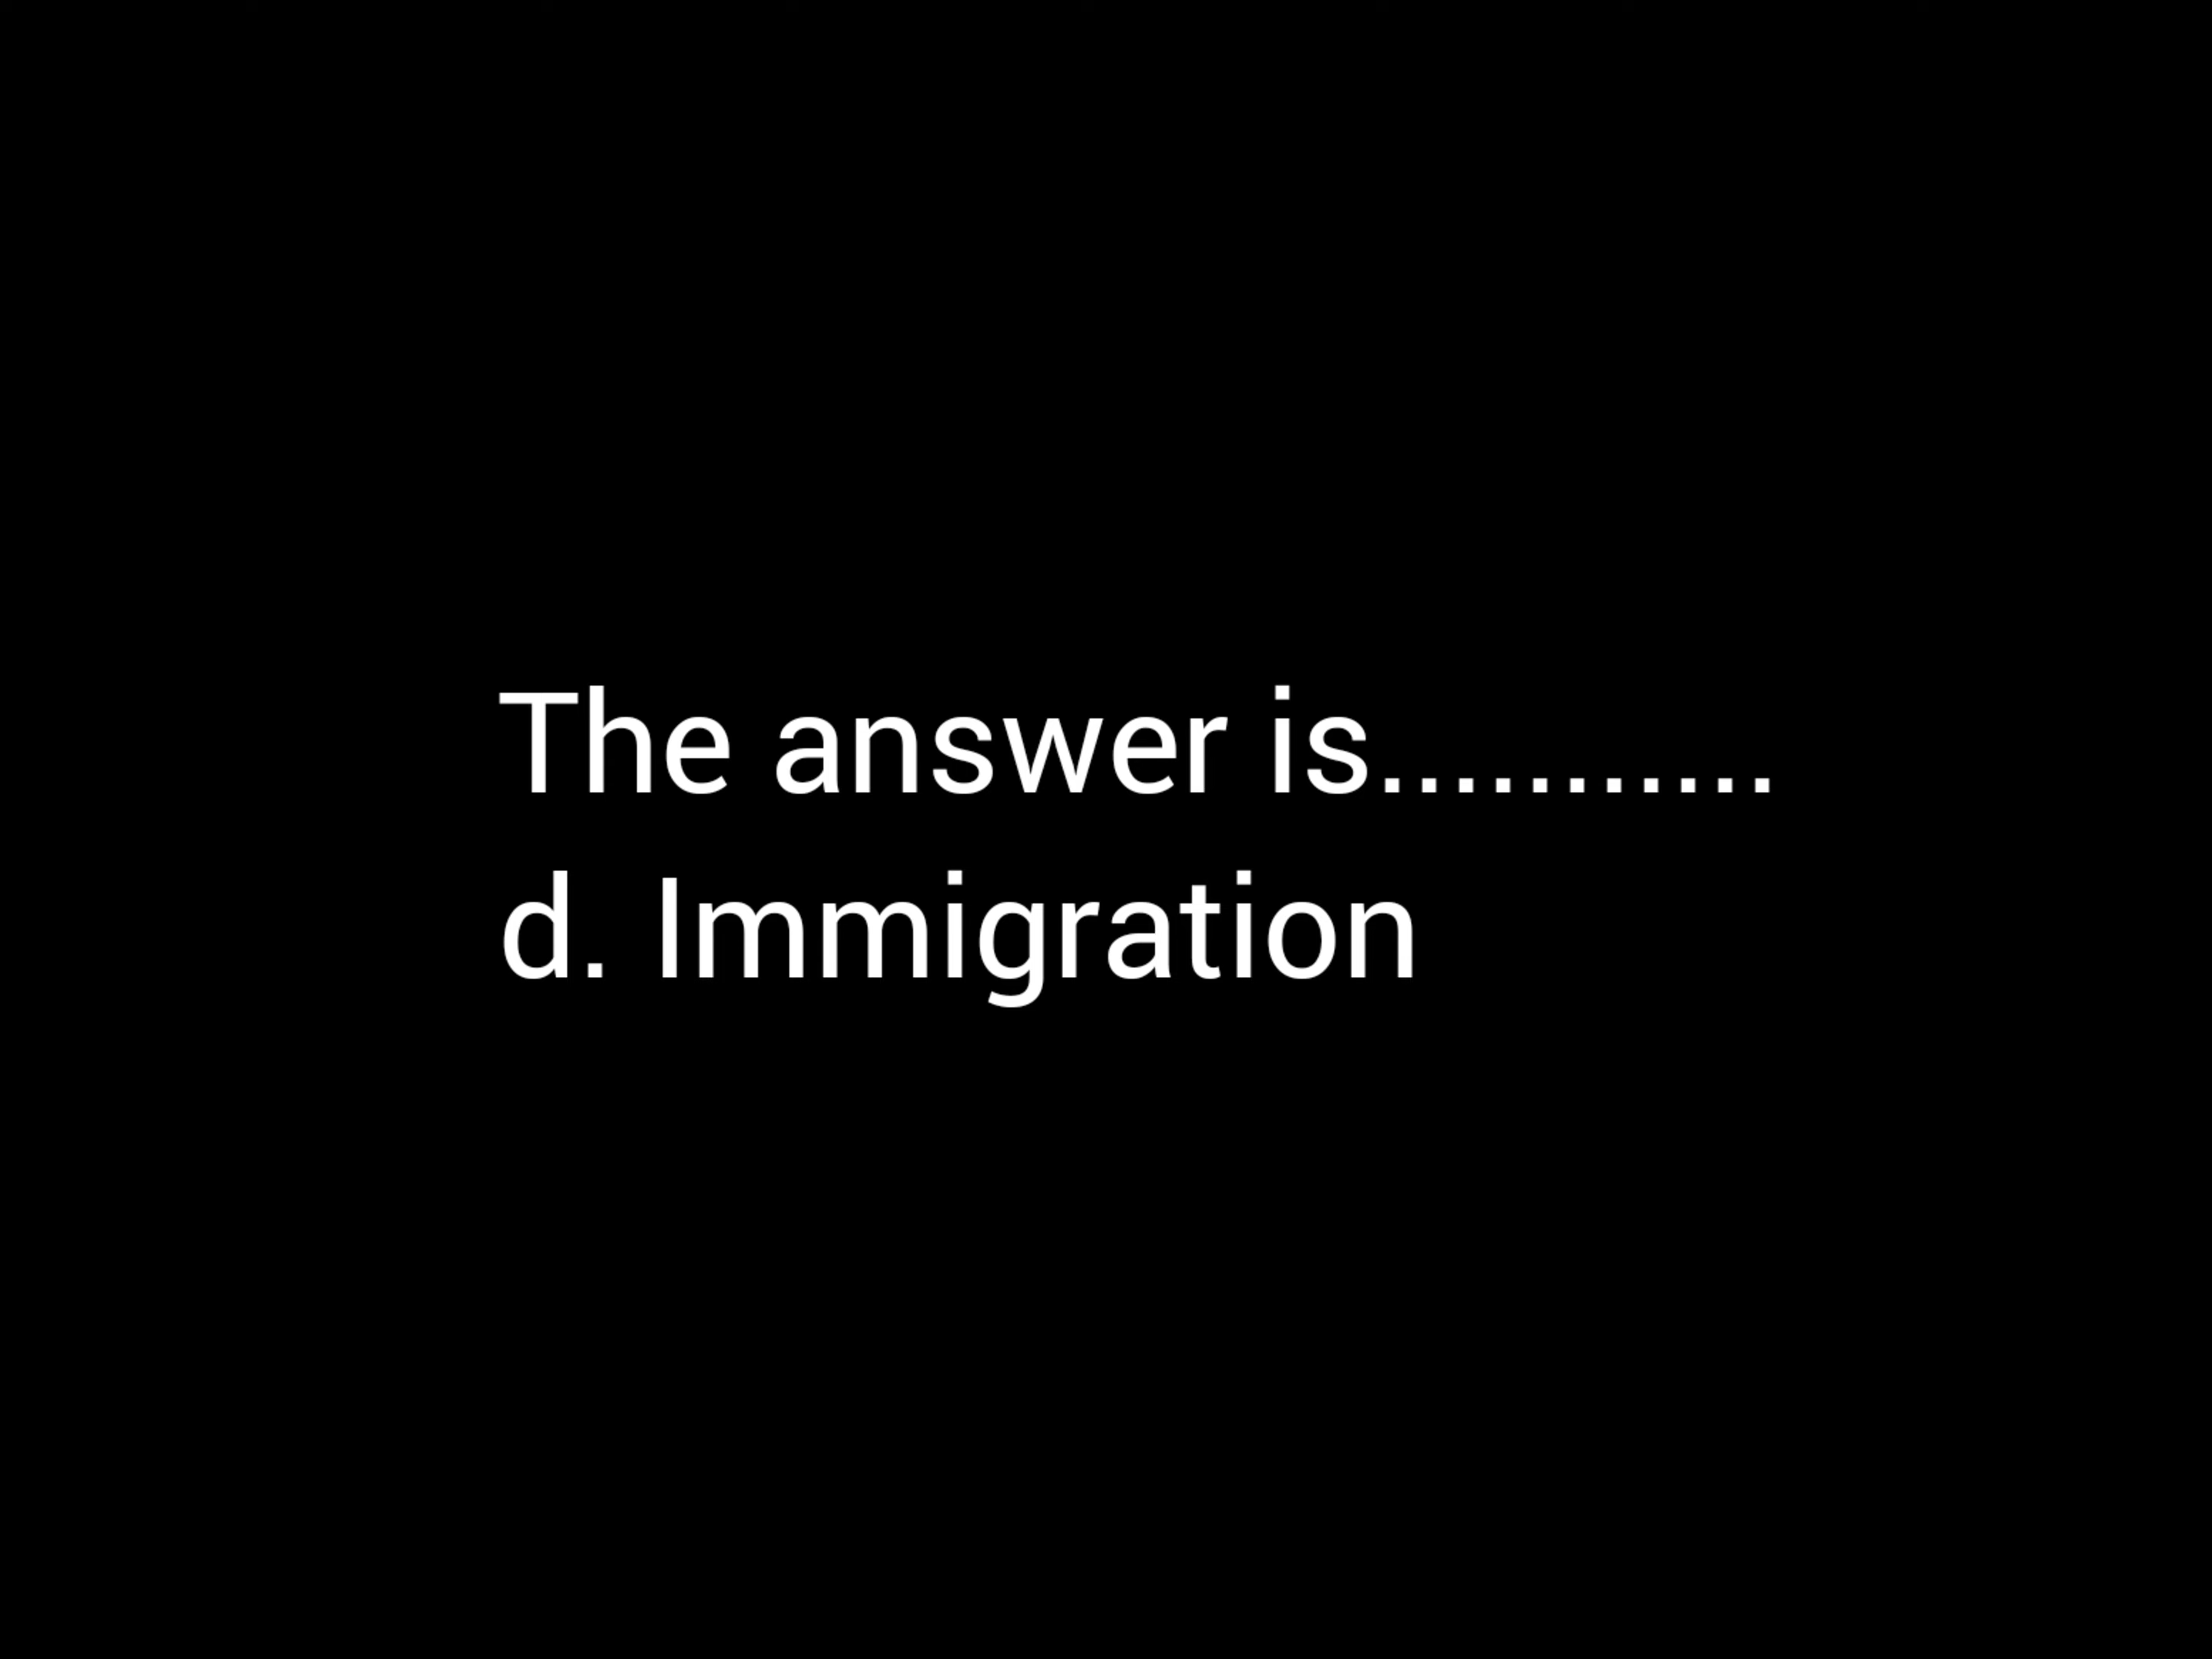 The answer is...........
d. Immigration